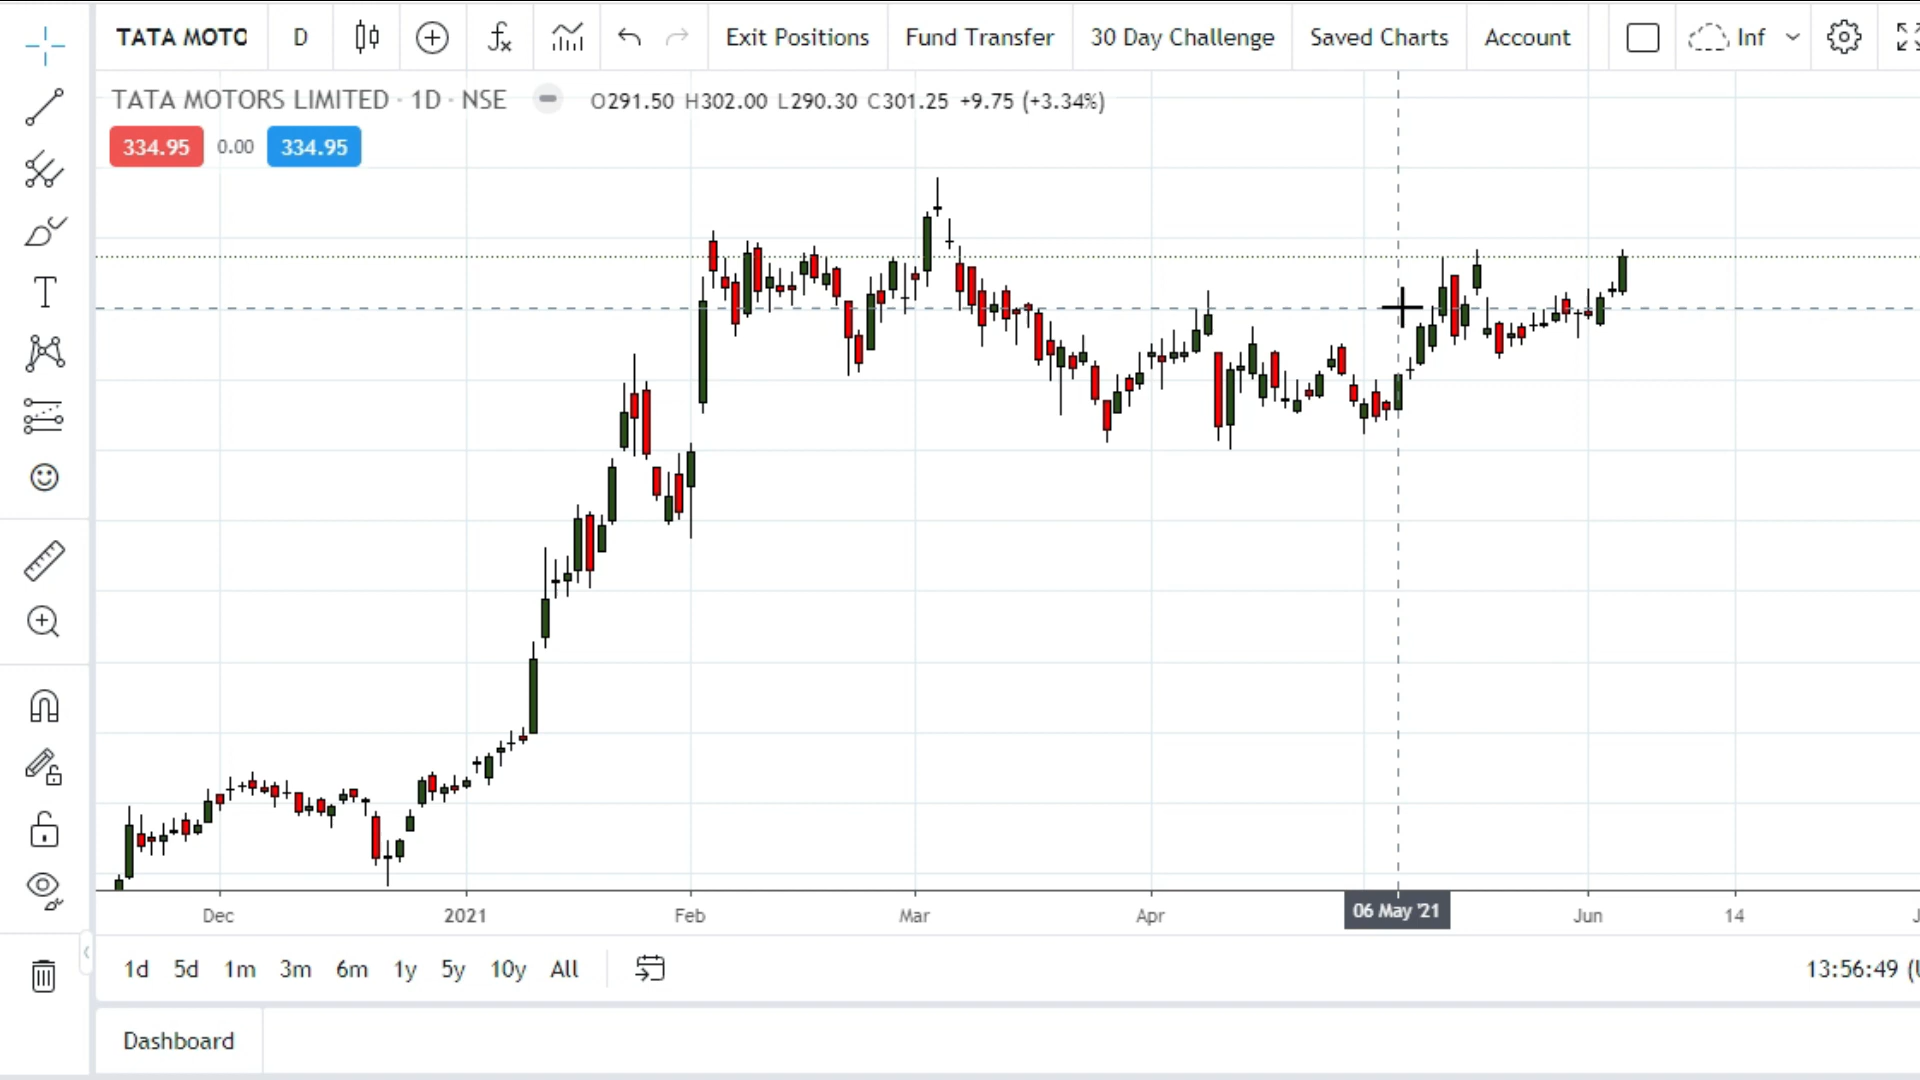 TATA MOTO D Exit Positions Fund Transfer 30 Day Challenge Saved Charts Account Inf
TATA MOTORS LIMITED · 1D · NSE O291.50 H302.00 L290.30 C301.25 +9.75 (+3.34%)
334.95 0.00 334.95
Dec 2021 Feb Mar Apr 06 May '21 Jun 14
1d 5d 1m 3m 6m 1y 5y 10y All 13:56:49 (U
Dashboard